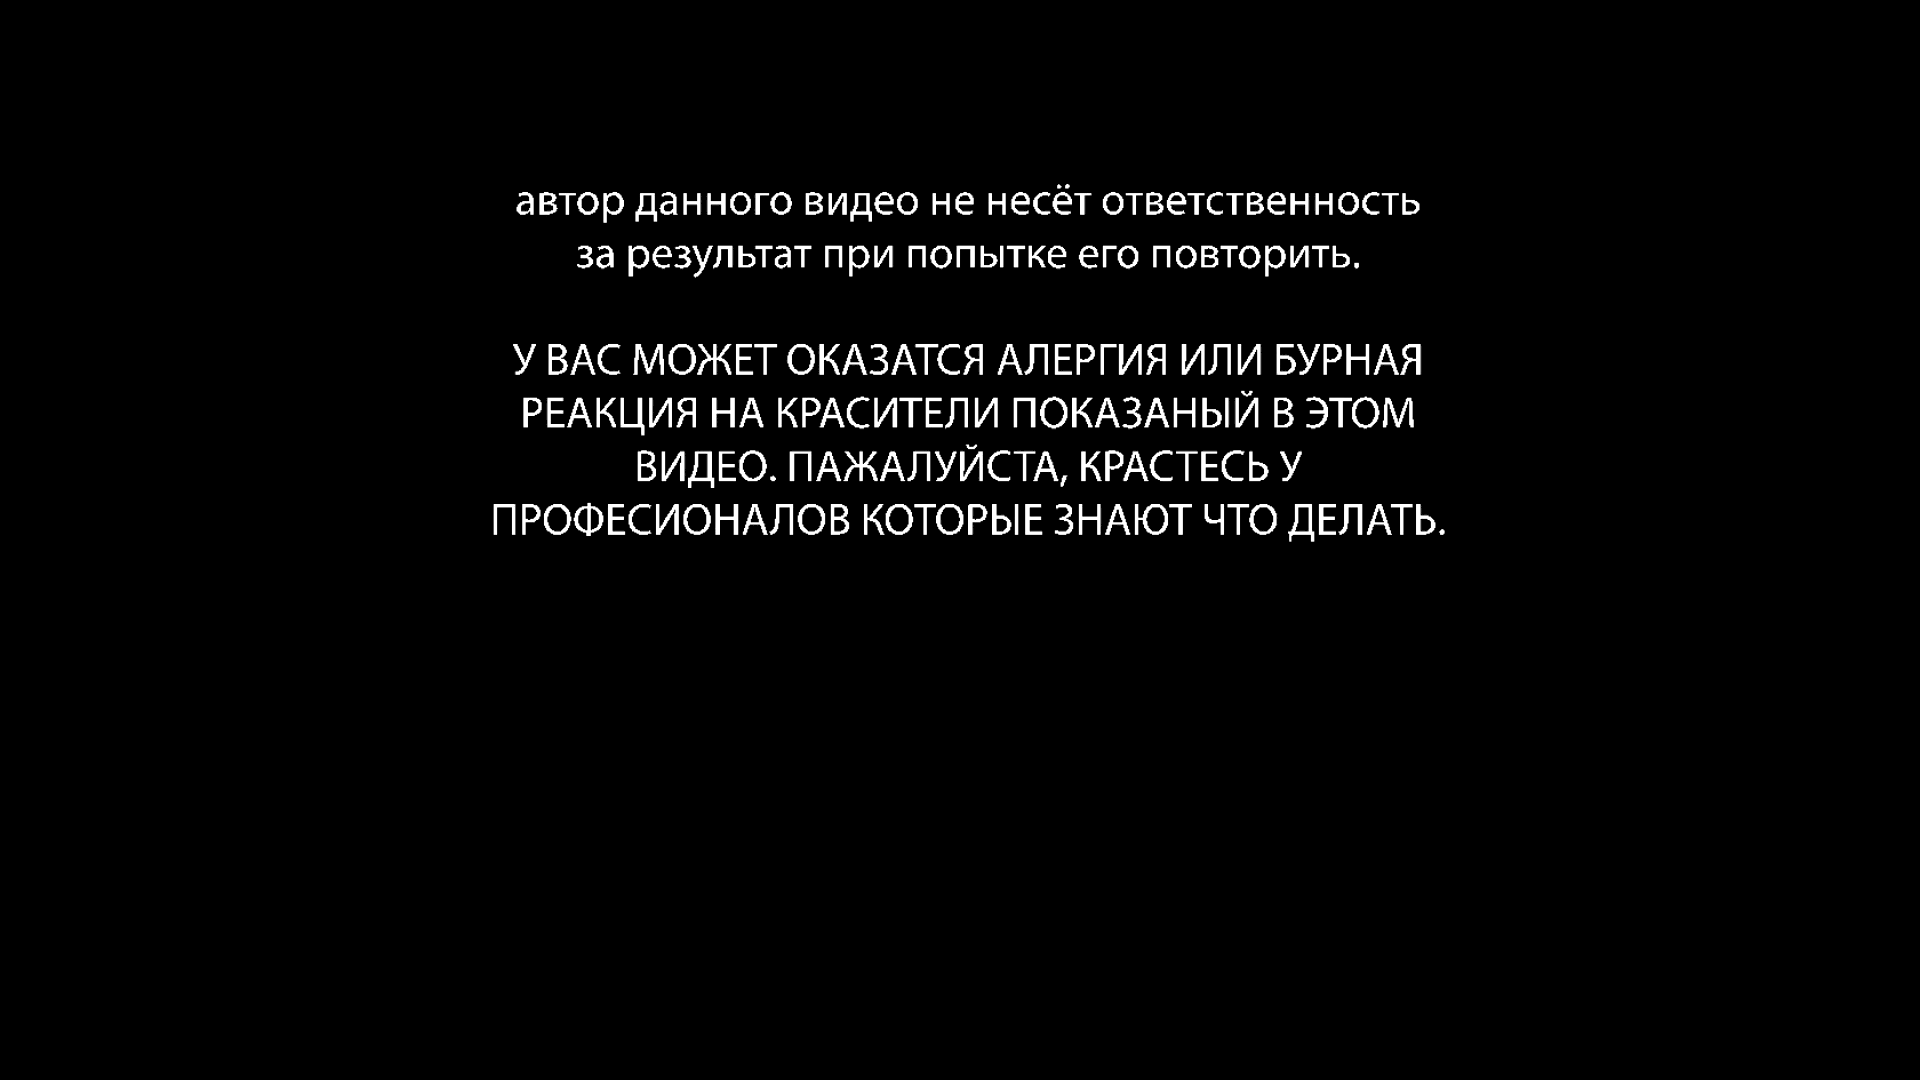 автор данного видео не несёт ответственность
за результат при попытке его повторить.
У ВАС МОЖЕТ ОКАЗАТСЯ АЛЕРГИЯ ИЛИ БУРНАЯ
РЕАКЦИЯ НА КРАСИТЕЛИ ПОКАЗАНЫЙ В ЭТОМ
ВИДЕО. ПАЖАЛУЙСТА, КРАСТЕСЬ У
ПРОФЕСИОНАЛОВ КОТОРЫЕ ЗНАЮТ ЧТО ДЕЛАТЬ.